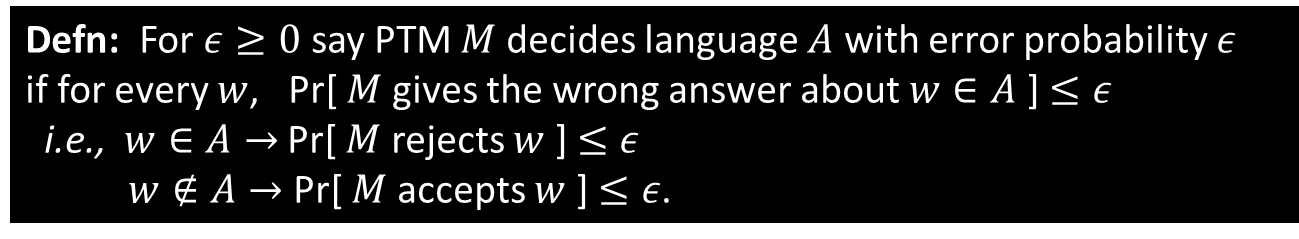 Defn: For ϵ ≥ 0 say PTM M decides language A with error probability ϵ
if for every w, Pr[ M gives the wrong answer about w ∈ A ] ≤ ϵ
i.e., w ∈ A → Pr[ M rejects w ] ≤ ϵ
w ∉ A → Pr[ M accepts w ] ≤ ϵ.